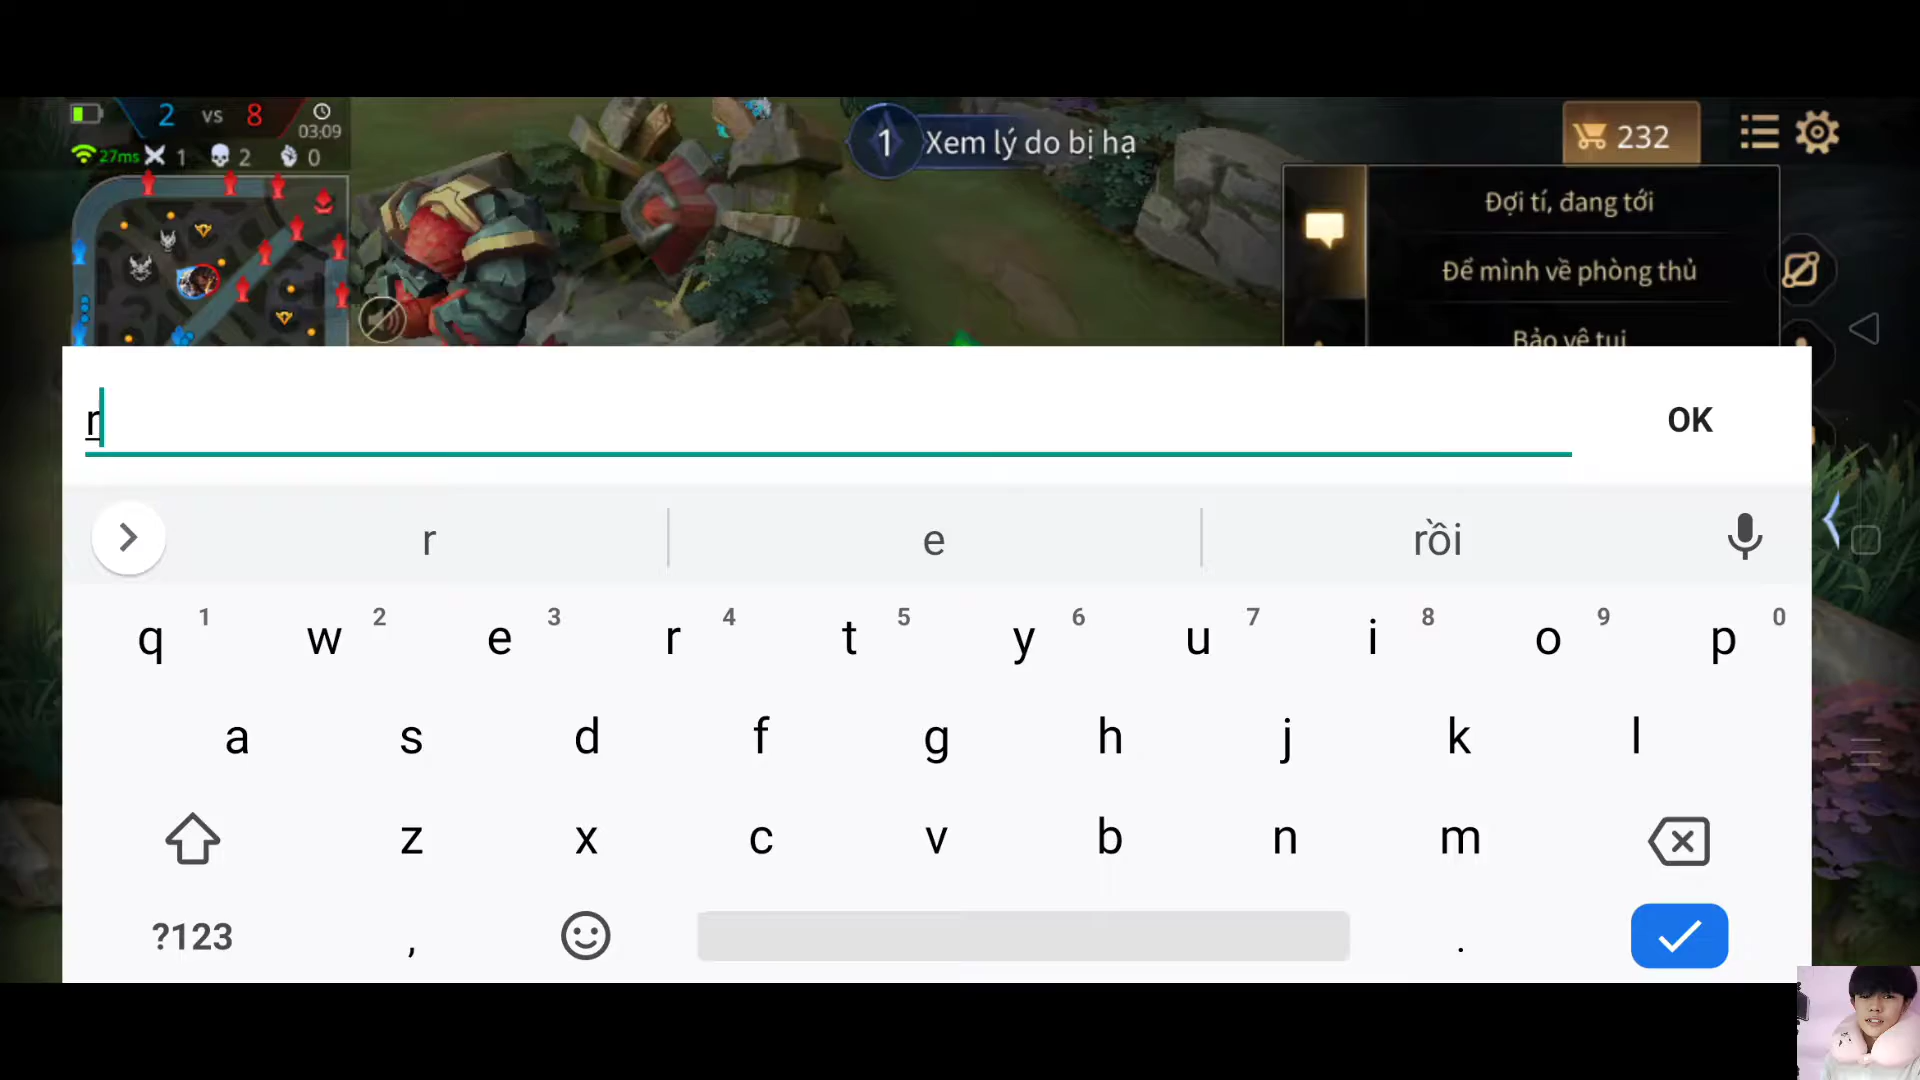 2 vs 8
03:09
27ms 1 2 0
1 Xem lý do bị hạ
232
Đợi tí, đang tới
Để mình về phòng thủ
Bảo vệ tui
r
OK
r e rồi
q 1 w 2 e 3 r 4 t 5 y 6 u 7 i 8 o 9 p 0
a s d f g h j k l
z x c v b n m
?123 , .